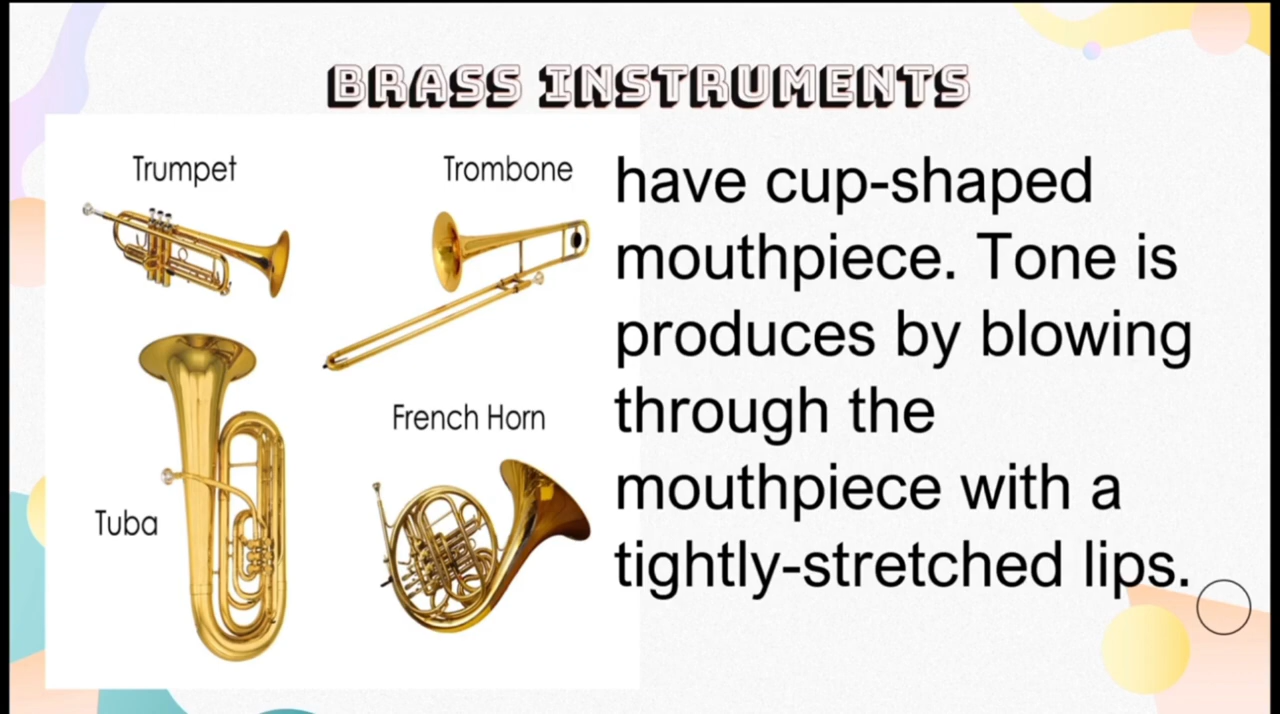 BRASS INSTRUMENTS
Trumpet
Trombone
French Horn
Tuba
have cup-shaped
mouthpiece. Tone is
produces by blowing
through the
mouthpiece with a
tightly-stretched lips.